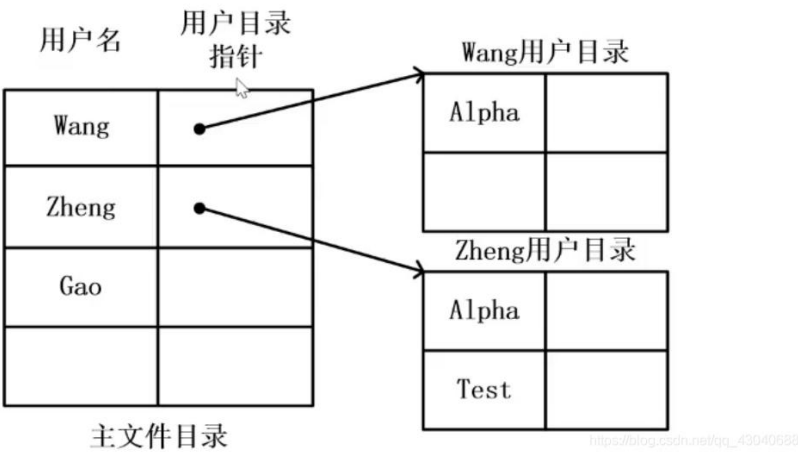 用户名
用户目录
指针
Wang用户目录
Wang
Alpha
Zheng
Zheng用户目录
Gao
Alpha
Test
主文件目录
https://blog.csdn.net/qq_43040688